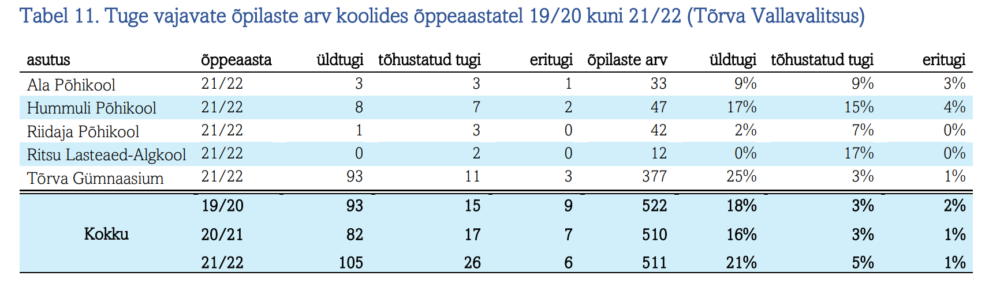 Tabel 11. Tuge vajavate õpilaste arv koolides õppeaastatel 19/20 kuni 21/22 (Tõrva Vallavalitsus)
asutus õppeaasta üldtugi tõhustatud tugi eritugi õpilaste arv üldtugi tõhustatud tugi eritugi
Ala Põhikool 21/22 3 3 1 33 9% 9% 3%
Hummuli Põhikool 21/22 8 7 2 47 17% 15% 4%
Riidaja Põhikool 21/22 1 3 0 42 2% 7% 0%
Ritsu Lasteaed-Algkool 21/22 0 2 0 12 0% 17% 0%
Tõrva Gümnaasium 21/22 93 11 3 377 25% 3% 1%
19/20 93 15 9 522 18% 3% 2%
Kokku 20/21 82 17 7 510 16% 3% 1%
21/22 105 26 6 511 21% 5% 1%